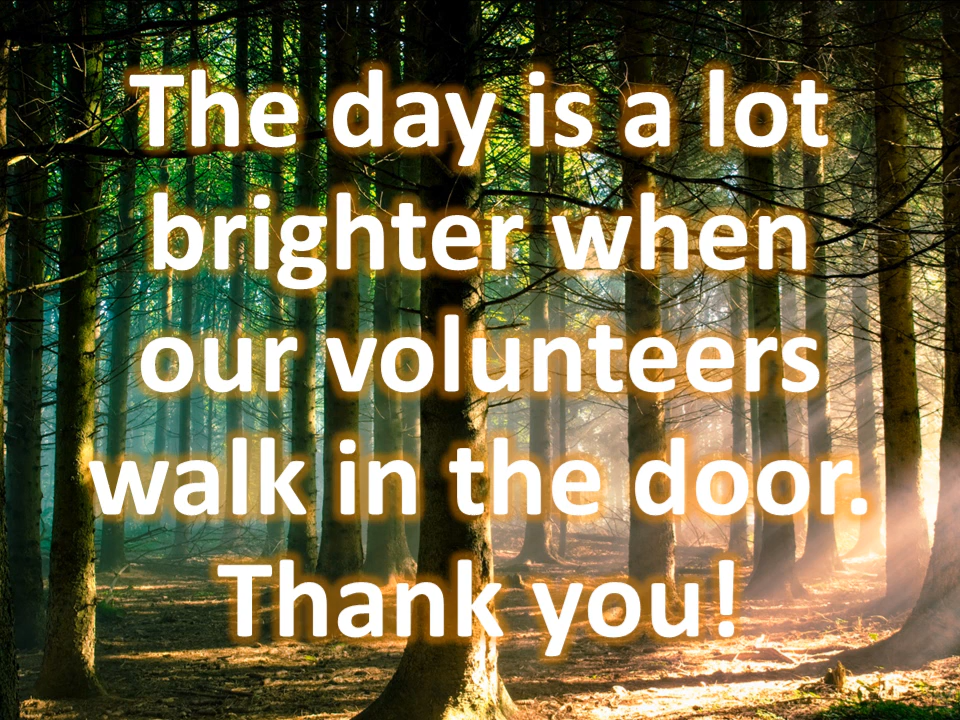 The day is a lot
brighter when
our volunteers
walk in the door.
Thank you!